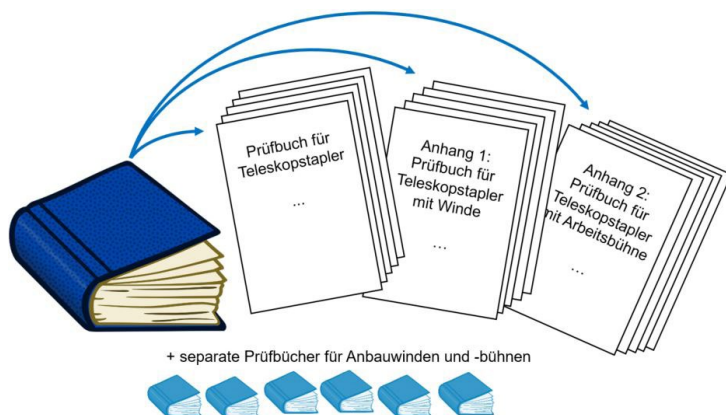 Prüfbuch für
Teleskopstapler
...
Anhang 1:
Prüfbuch für
Teleskopstapler
mit Winde
...
Anhang 2:
Prüfbuch für
Teleskopstapler
mit Arbeitsbühne
...
+ separate Prüfbücher für Anbauwinden und -bühnen